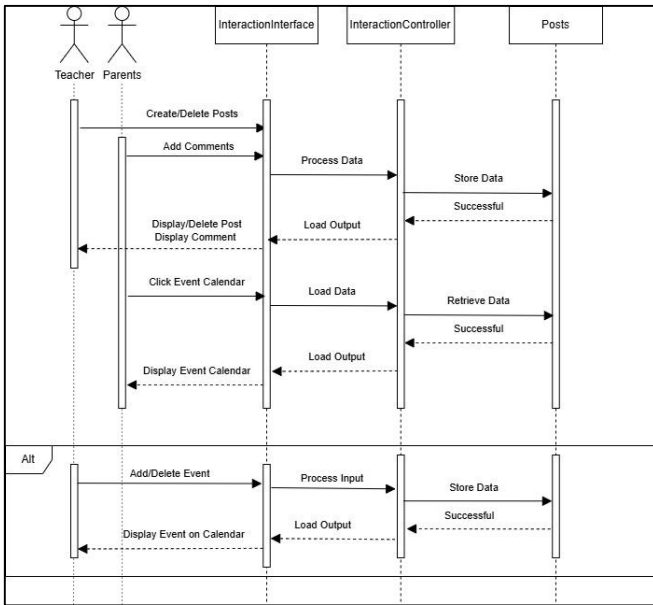 InteractionInterface
InteractionController
Posts
Teacher
Parents
Create/Delete Posts
Add Comments
Process Data
Store Data
Successful
Load Output
Display/Delete Post
Display Comment
Click Event Calendar
Load Data
Retrieve Data
Successful
Load Output
Display Event Calendar
Alt
Add/Delete Event
Process Input
Store Data
Successful
Load Output
Display Event on Calendar